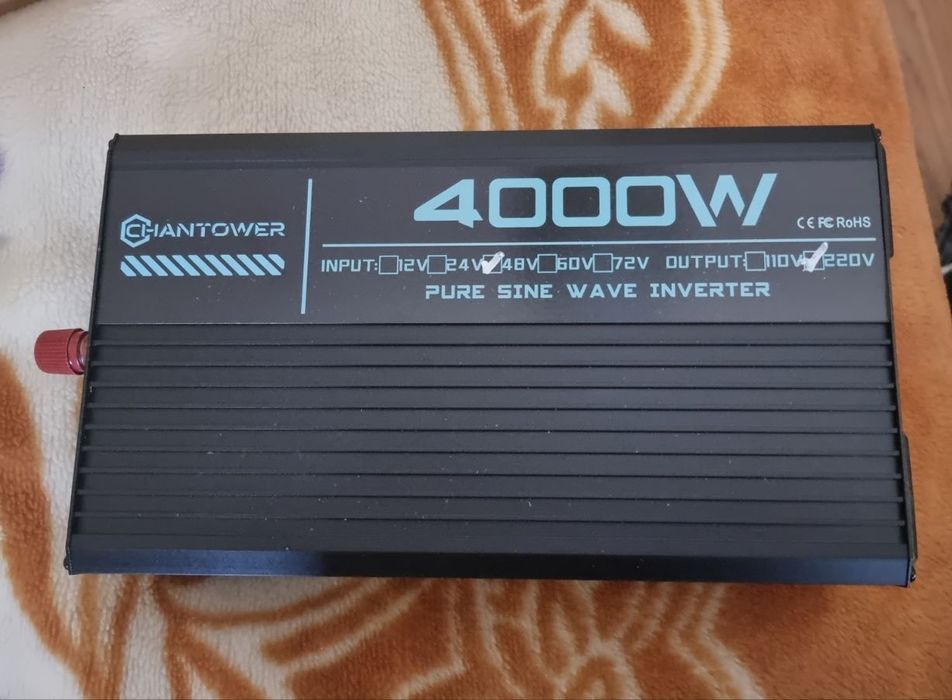 CHANTOWER
4000W
CE FC RoHS
INPUT: 12V 24V 48V 60V 72V OUTPUT: 110V 220V
PURE SINE WAVE INVERTER